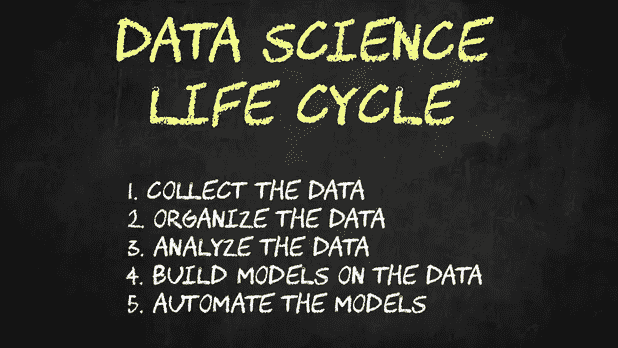 DATA SCIENCE
LIFE CYCLE
1. COLLECT THE DATA
2. ORGANIZE THE DATA
3. ANALYZE THE DATA
4. BUILD MODELS ON THE DATA
5. AUTOMATE THE MODELS